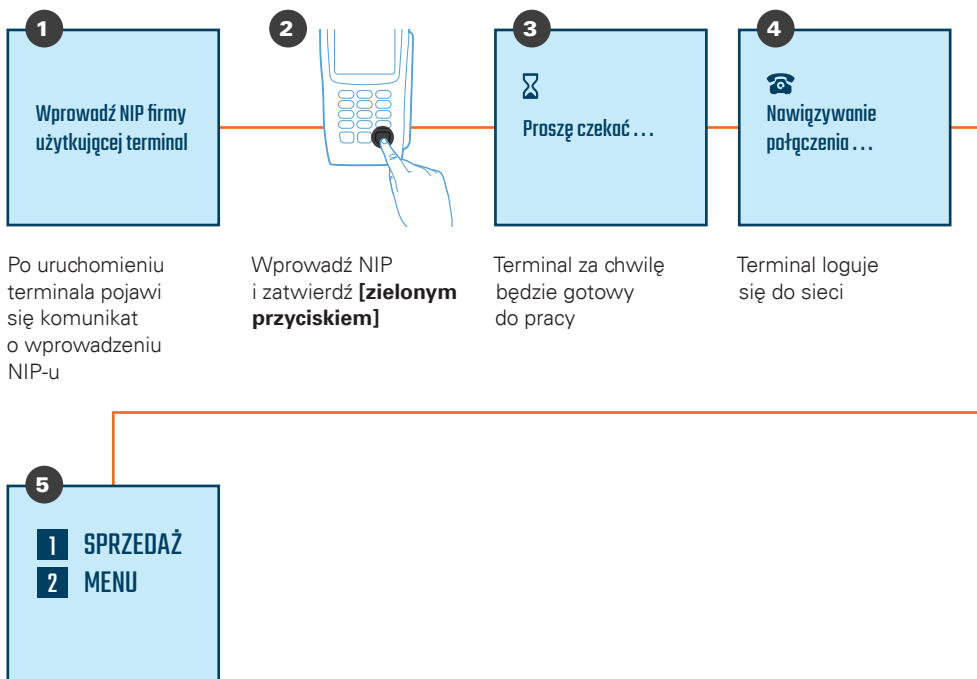 1
Wprowadź NIP firmy
użytkującej terminal
Po uruchomieniu
terminala pojawi
się komunikat
o wprowadzeniu
NIP-u
2
Wprowadź NIP
i zatwierdź [zielonym
przyciskiem]
3
Proszę czekać ...
Terminal za chwilę
będzie gotowy
do pracy
4
Nawiązywanie
połączenia ...
Terminal loguje
się do sieci
5
1 SPRZEDAŻ
2 MENU